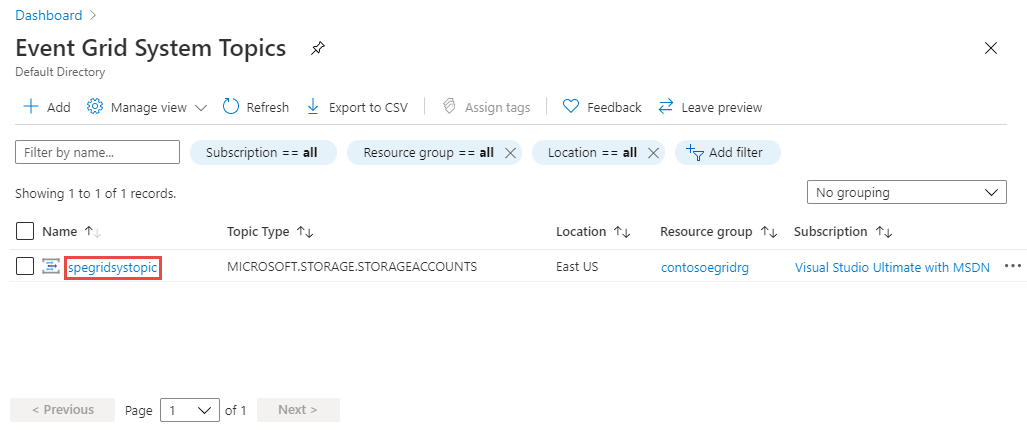 Dashboard
Event Grid System Topics
Default Directory
Add Manage view Refresh Export to CSV Assign tags Feedback Leave preview
Filter by name... Subscription == all Resource group == all Location == all Add filter
Showing 1 to 1 of 1 records. No grouping
Name Topic Type Location Resource group Subscription
spegridsystopic MICROSOFT.STORAGE.STORAGEACCOUNTS East US contosoegridrg Visual Studio Ultimate with MSDN
< Previous Page 1 of 1 Next >